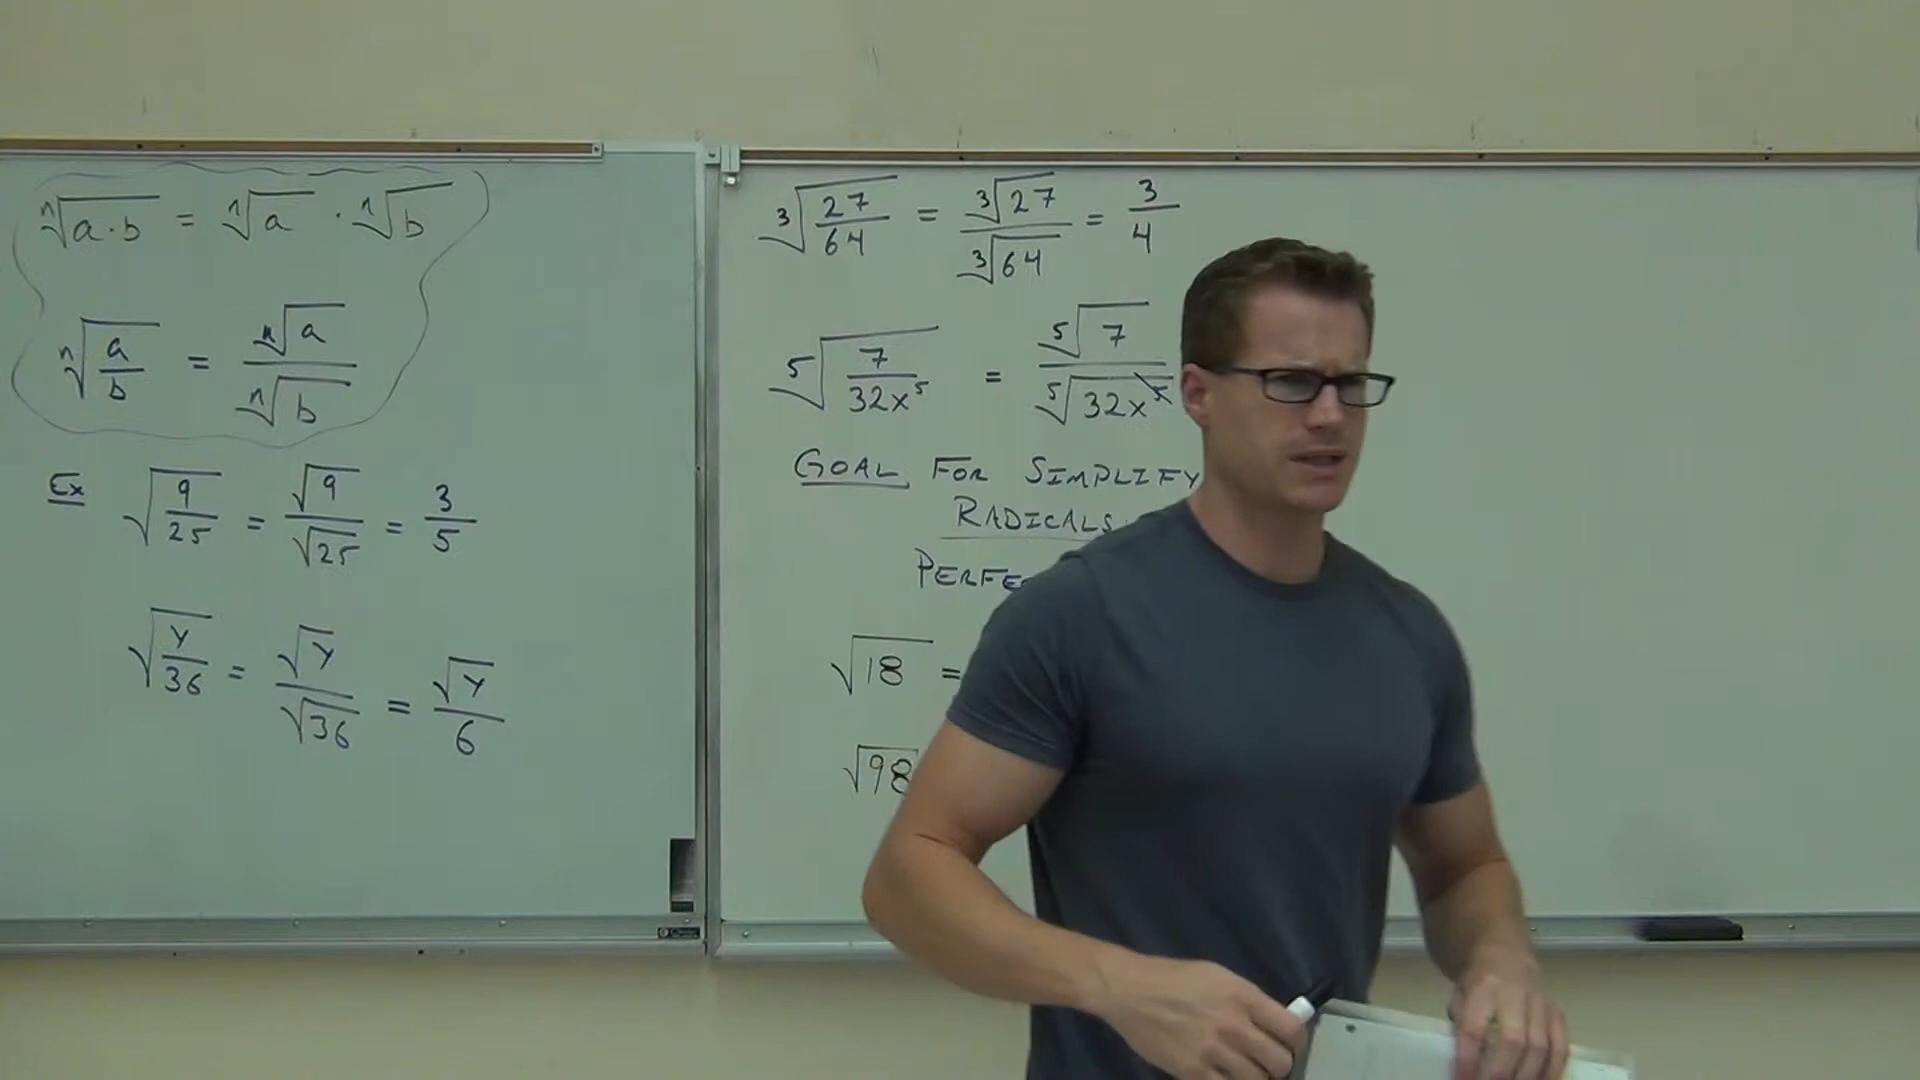 ⁿ√(a·b) = ⁿ√a · ⁿ√b
ⁿ√(a/b) = ⁿ√a / ⁿ√b
Ex √(9/25) = √9/√25 = 3/5
√(y/36) = √y/√36 = √y/6
³√(27/64) = ³√27/³√64 = 3/4
⁵√(7/32x⁵) = ⁵√7/⁵√32x⁵
GOAL FOR SIMPLIFY
RADICALS
PERFE
√18 =
√98